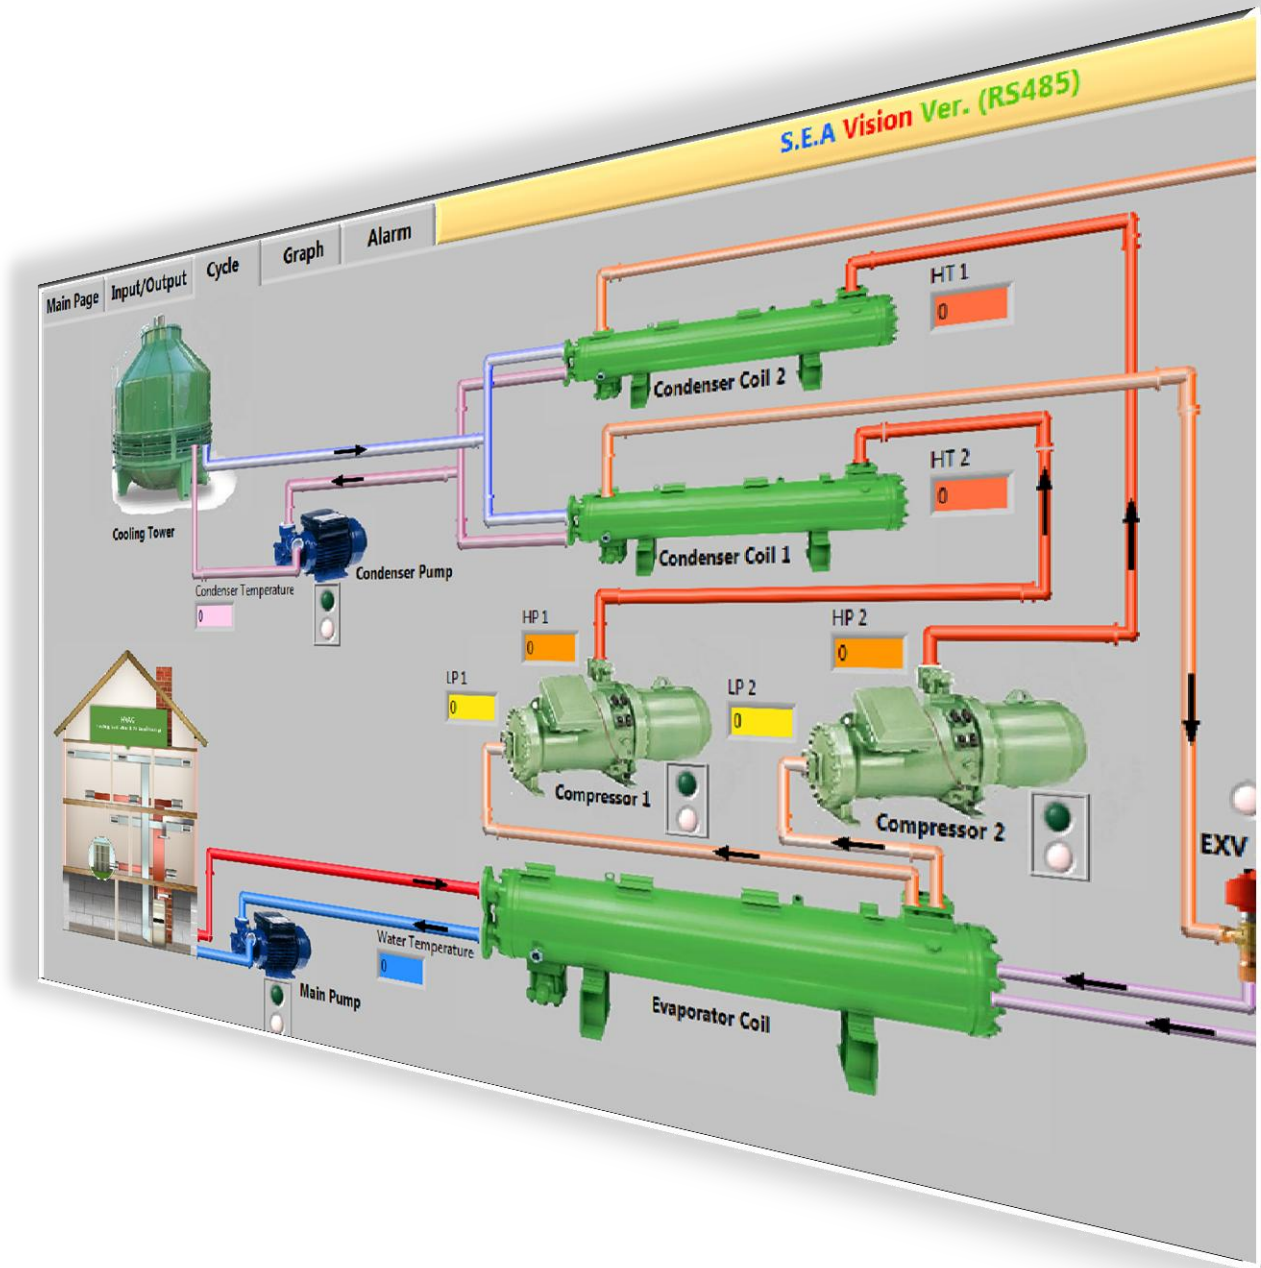 S.E.A Vision Ver. (RS485)
Main Page
Input/Output
Cycle
Graph
Alarm
HT 1
0
Condenser Coil 2
HT 2
0
Condenser Coil 1
Cooling Tower
Condenser Pump
Condenser Temperature
0
HP 1
0
HP 2
0
LP 1
0
LP 2
0
HVAC
Compressor 1
Compressor 2
EXV
Water Temperature
0
Main Pump
Evaporator Coil